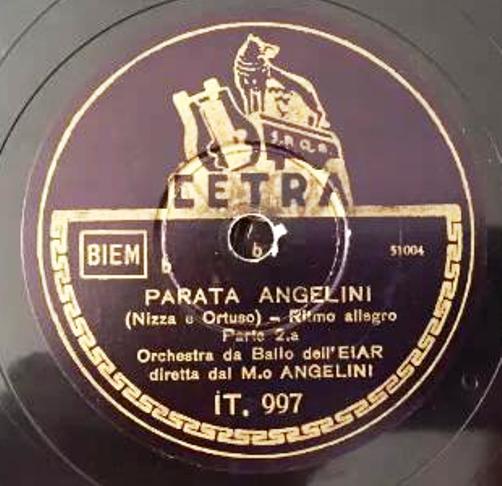 S.P.Q.R.
CETRA
BIEM
b
b
51004
PARATA ANGELINI
(Nizza e Ortuso) - Ritmo allegro
Parte 2.a
Orchestra da Ballo dell'EIAR
diretta dal M.o ANGELINI
IT. 997